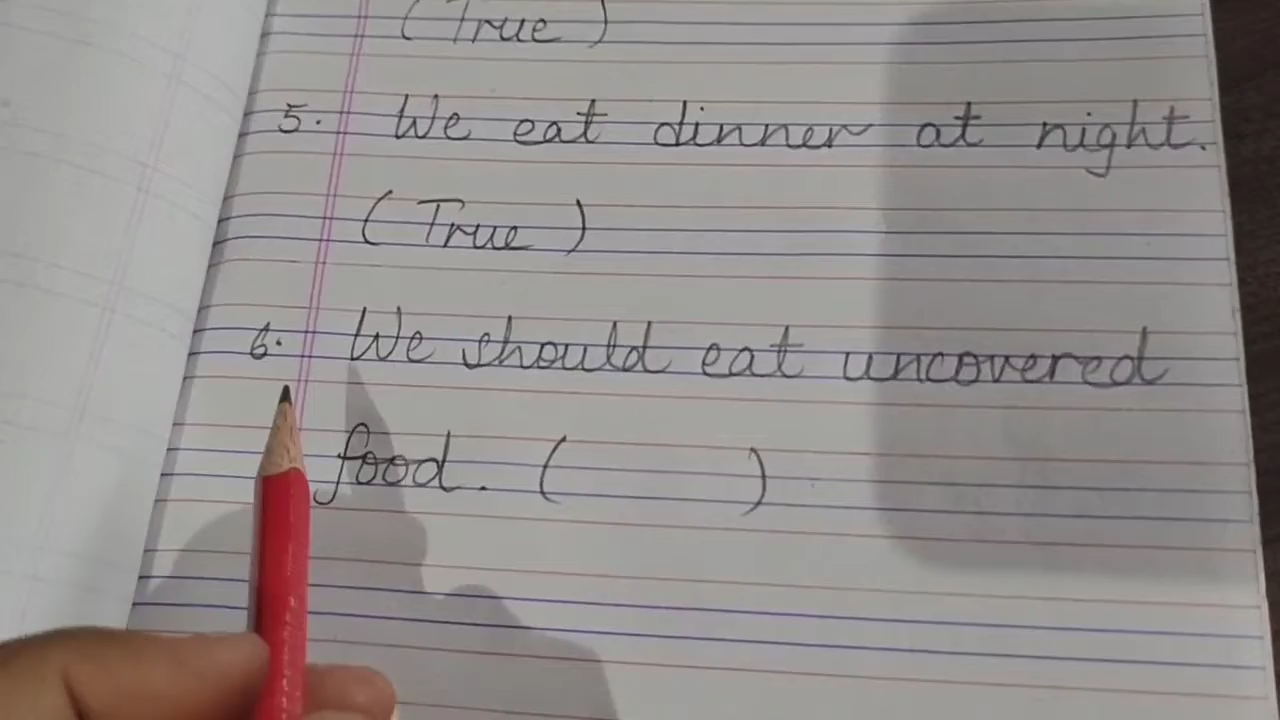 (True)
5. We eat dinner at night.
(True)
6. We should eat uncovered
food. ( )